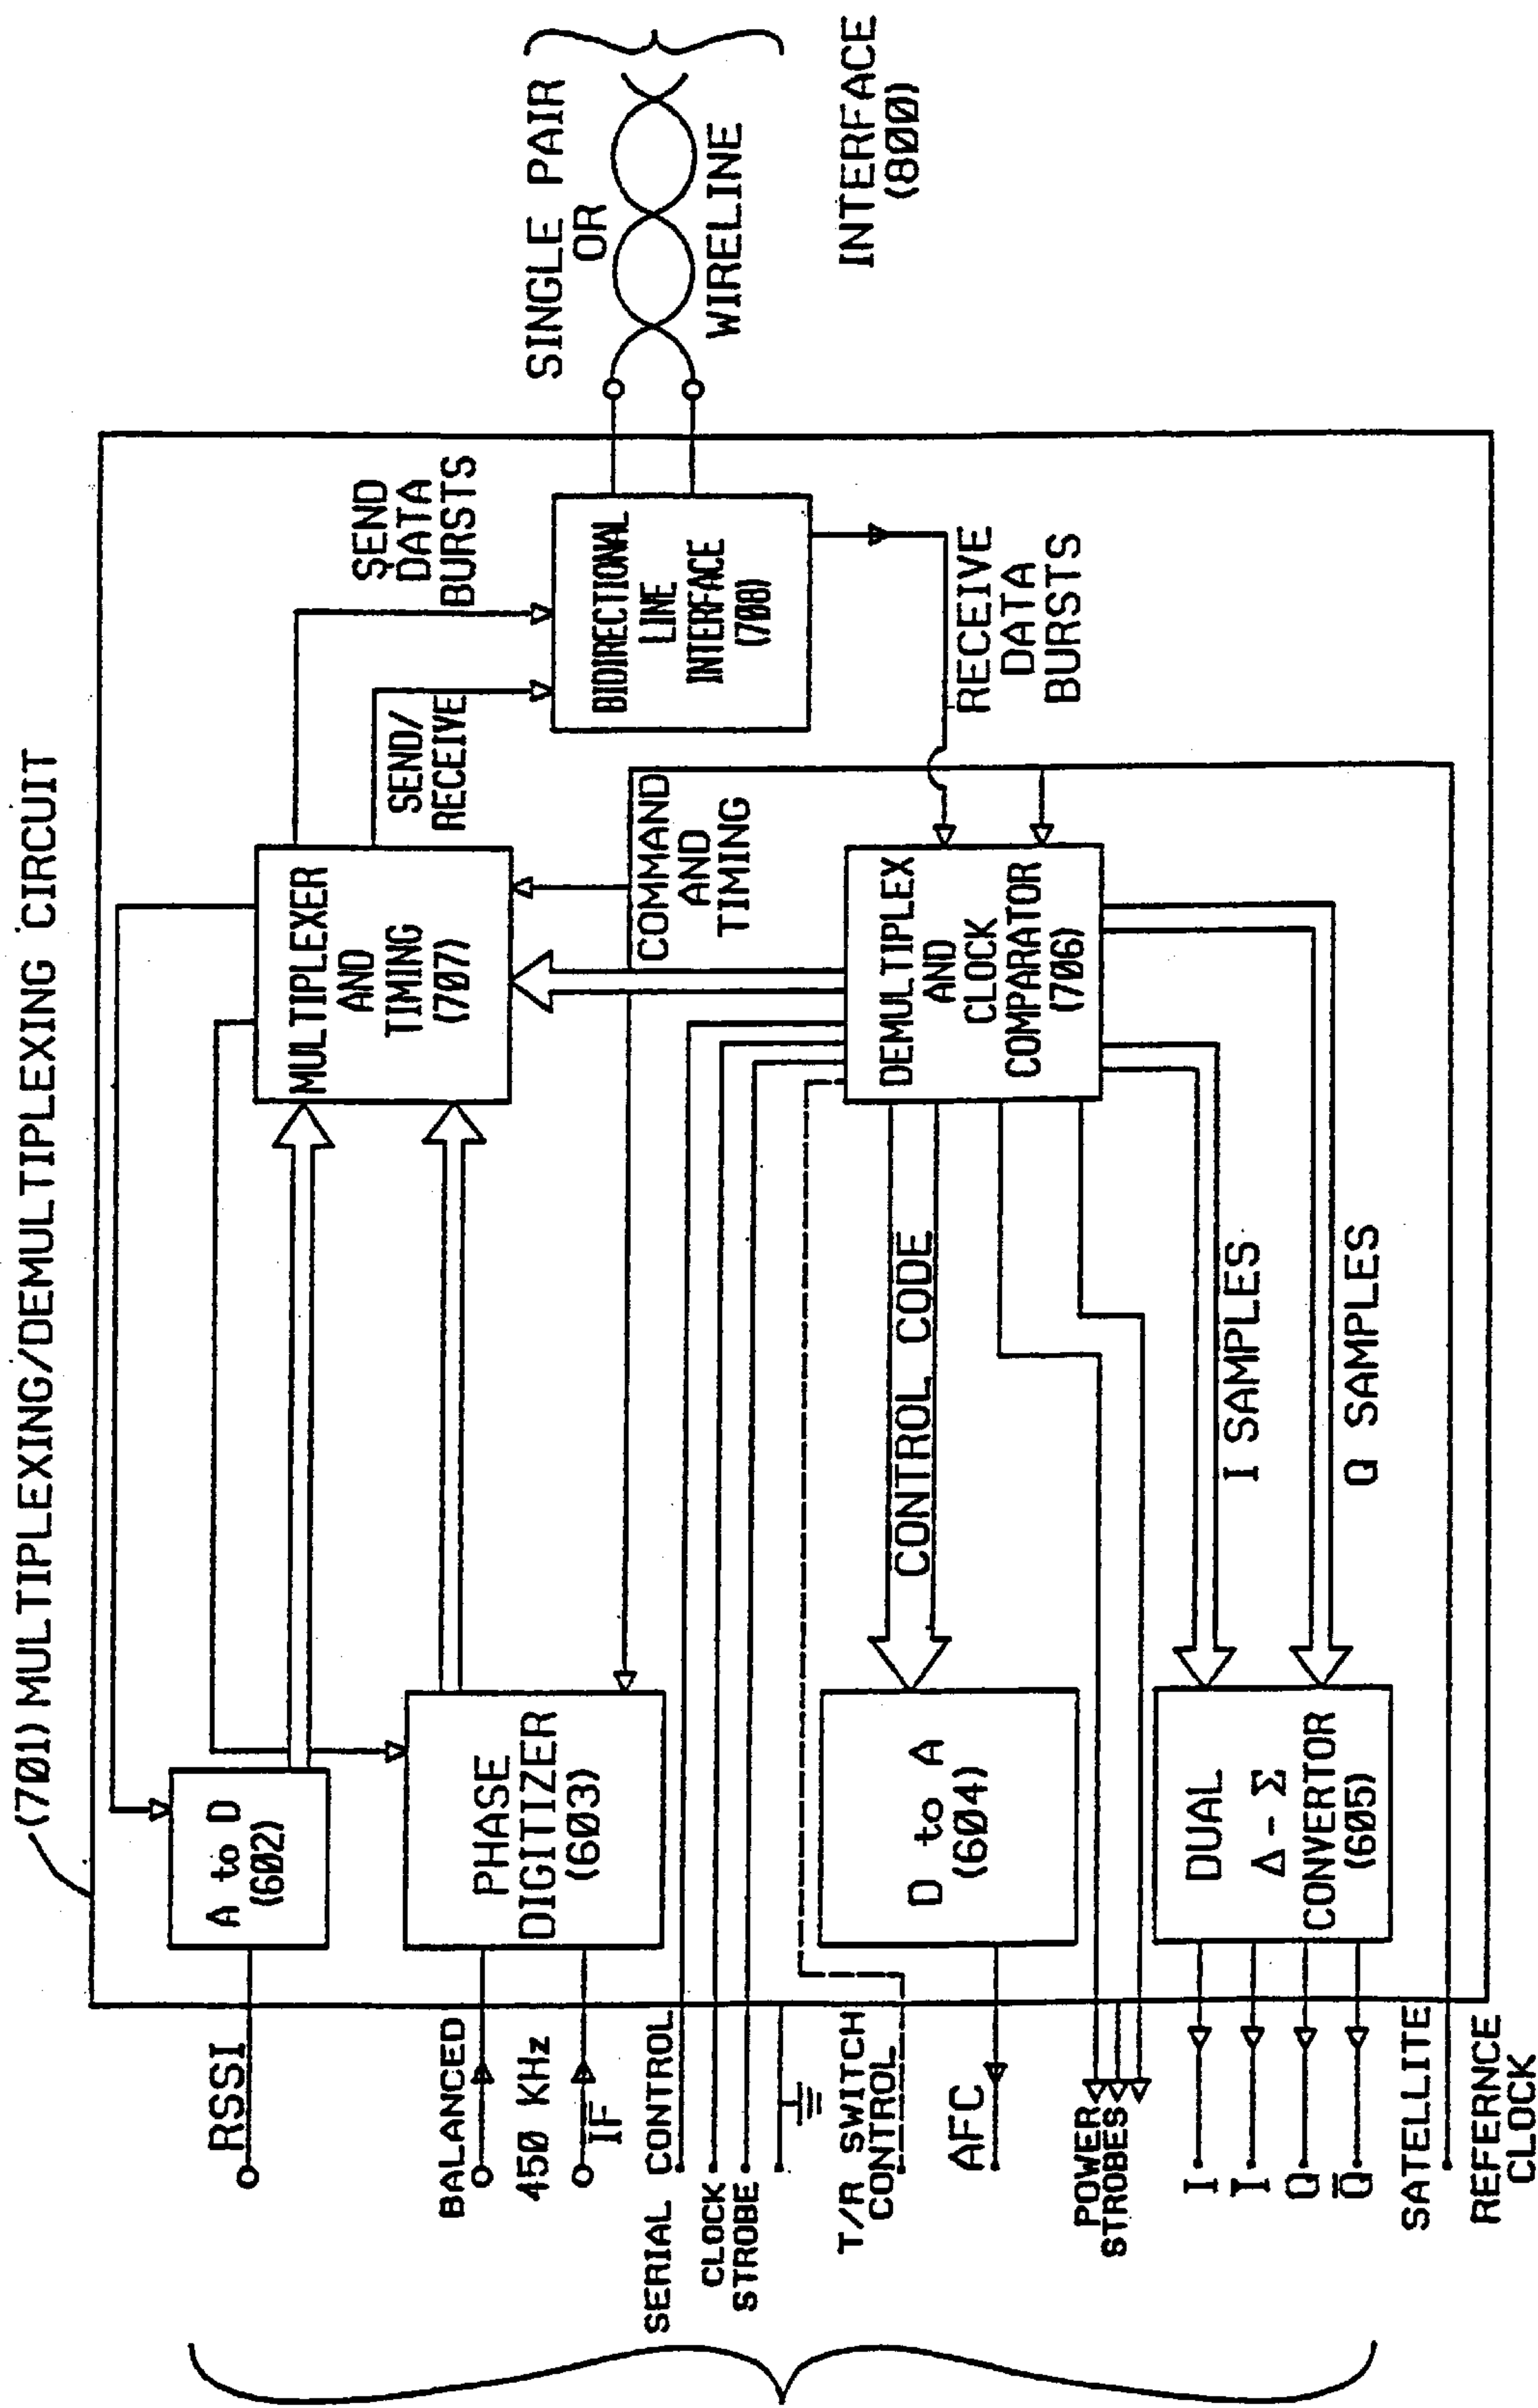 (701) MULTIPLEXING/DEMULTIPLEXING CIRCUIT
RSSI
A to D
(602)
BALANCED
450 KHz
IF
PHASE
DIGITIZER
(603)
MULTIPLEXER
AND
TIMING
(707)
SEND/
RECEIVE
SEND
DATA
BURSTS
BIDIRECTIONAL
LINE
INTERFACE
(708)
SINGLE PAIR
OR
WIRELINE
INTERFACE
(800)
SERIAL CONTROL
CLOCK
STROBE
COMMAND
AND
TIMING
RECEIVE
DATA
BURSTS
T/R SWITCH
CONTROL
AFC
D to A
(604)
CONTROL CODE
DEMULTIPLEX
AND
CLOCK
COMPARATOR
(706)
POWER
STROBES
I
I̅
Q
Q̅
DUAL
Δ-Σ
CONVERTOR
(605)
I SAMPLES
Q SAMPLES
SATELLITE
REFERNCE
CLOCK